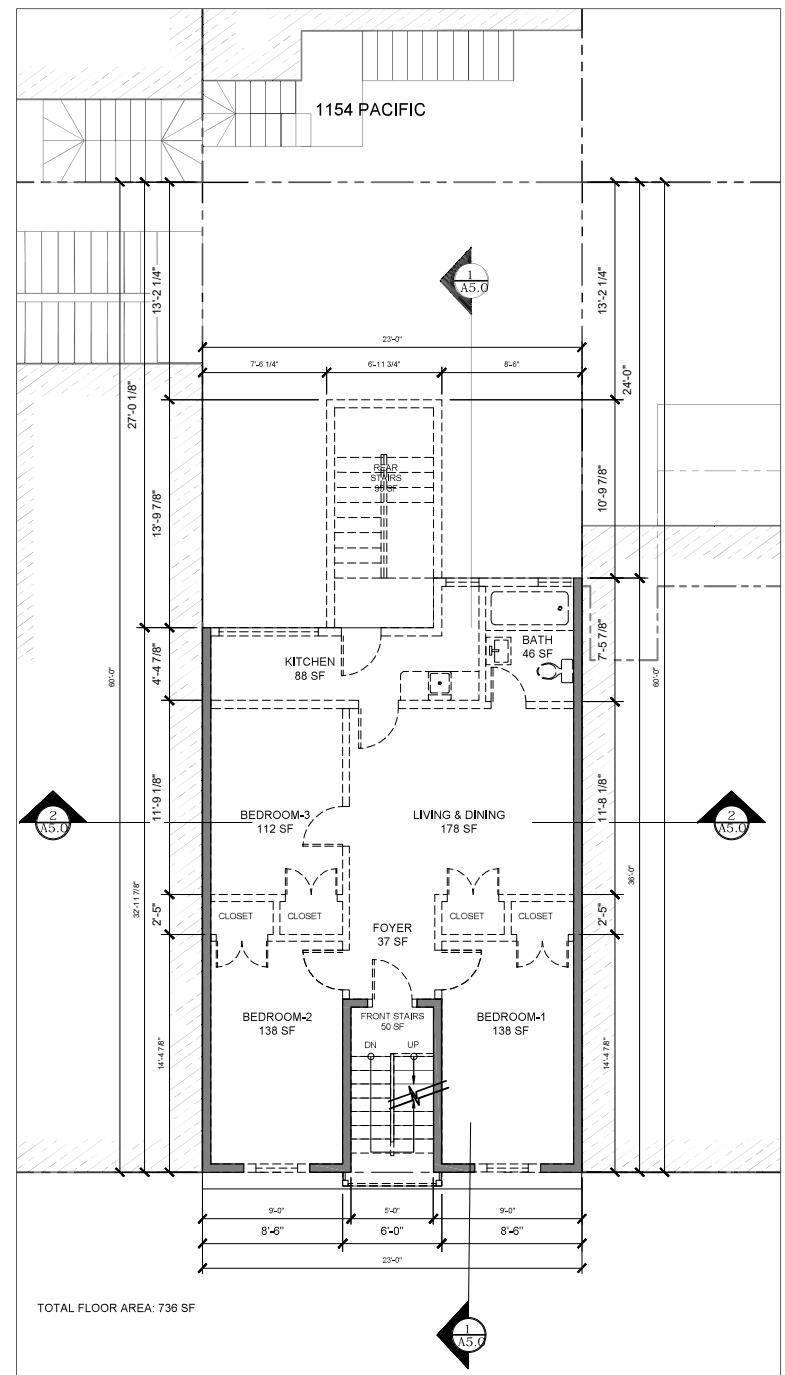 1154 PACIFIC
1
A5.0
13'-2 1/4"
13'-2 1/4"
23'-0"
7'-6 1/4"
6'-11 3/4"
8'-6"
24'-0"
27'-0 1/8"
REAR
STAIRS
13'-9 7/8"
10'-9 7/8"
60'-0"
4'-4 7/8"
KITCHEN
88 SF
BATH
46 SF
7'-5 7/8"
60'-0"
2
A5.0
11'-9 1/8"
BEDROOM-3
112 SF
LIVING & DINING
178 SF
11'-8 1/8"
2
A5.0
32'-11 7/8"
36'-0"
2'-5"
CLOSET
CLOSET
CLOSET
CLOSET
2'-5"
FOYER
37 SF
BEDROOM-2
138 SF
FRONT STAIRS
50 SF
BEDROOM-1
138 SF
DN
UP
14'-4 7/8"
14'-4 7/8"
9'-0"
5'-0"
9'-0"
8'-6"
6'-0"
8'-6"
23'-0"
TOTAL FLOOR AREA: 736 SF
1
A5.0